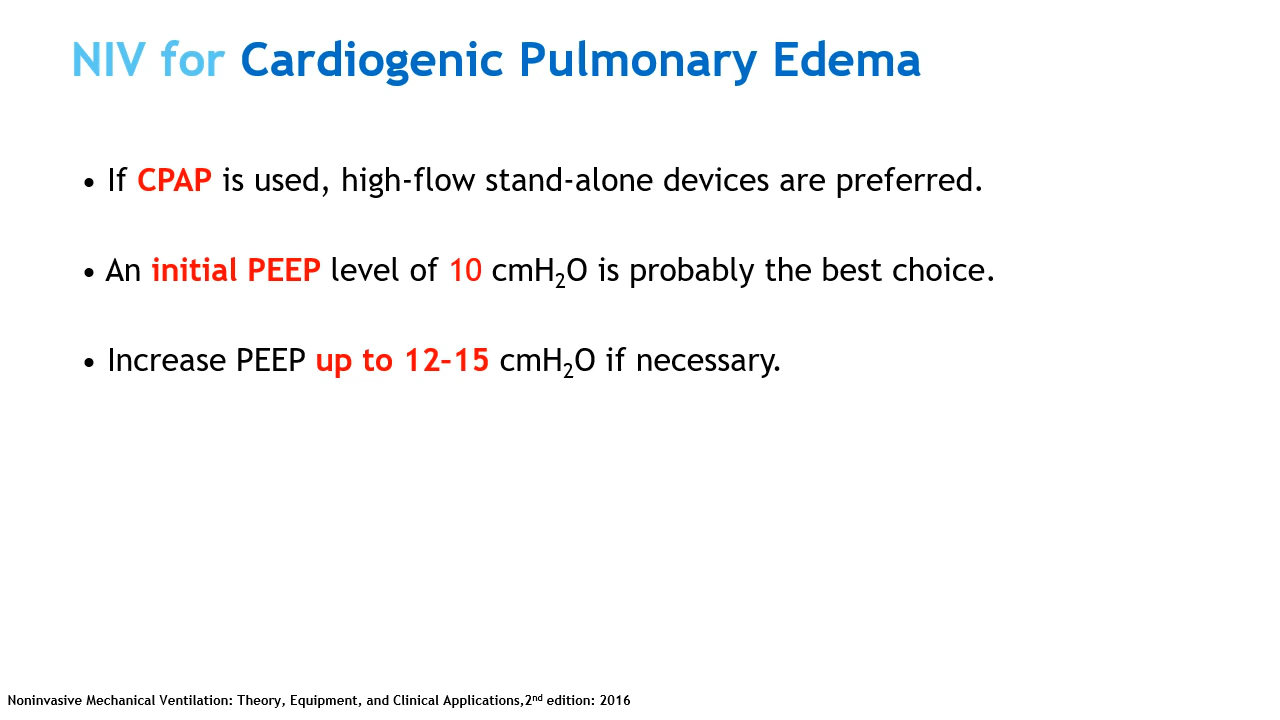 NIV for Cardiogenic Pulmonary Edema
• If CPAP is used, high-flow stand-alone devices are preferred.
• An initial PEEP level of 10 cmH₂O is probably the best choice.
• Increase PEEP up to 12–15 cmH₂O if necessary.
Noninvasive Mechanical Ventilation: Theory, Equipment, and Clinical Applications,2ⁿᵈ edition: 2016